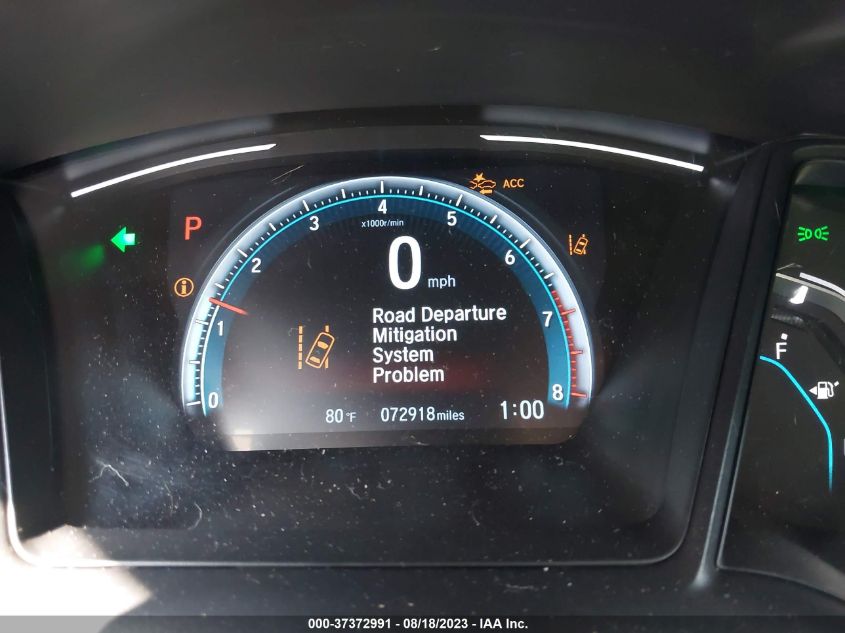 ACC
P
4
3
5
x1000r/min
2
6
0 mph
i
Road Departure
Mitigation
System
Problem
1
7
0
8
80°F 072918miles 1:00
F
000-37372991 - 08/18/2023 - IAA Inc.